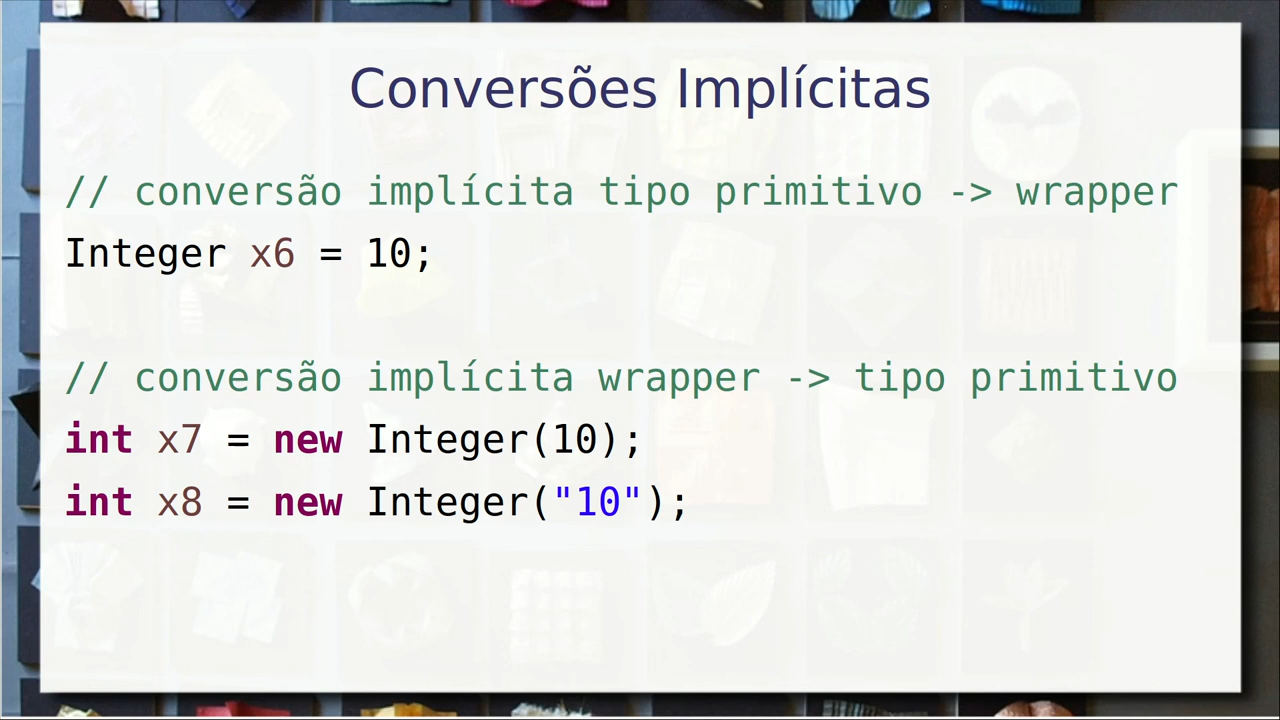 Conversões Implícitas
// conversão implícita tipo primitivo -> wrapper
Integer x6 = 10;
// conversão implícita wrapper -> tipo primitivo
int x7 = new Integer(10);
int x8 = new Integer("10");